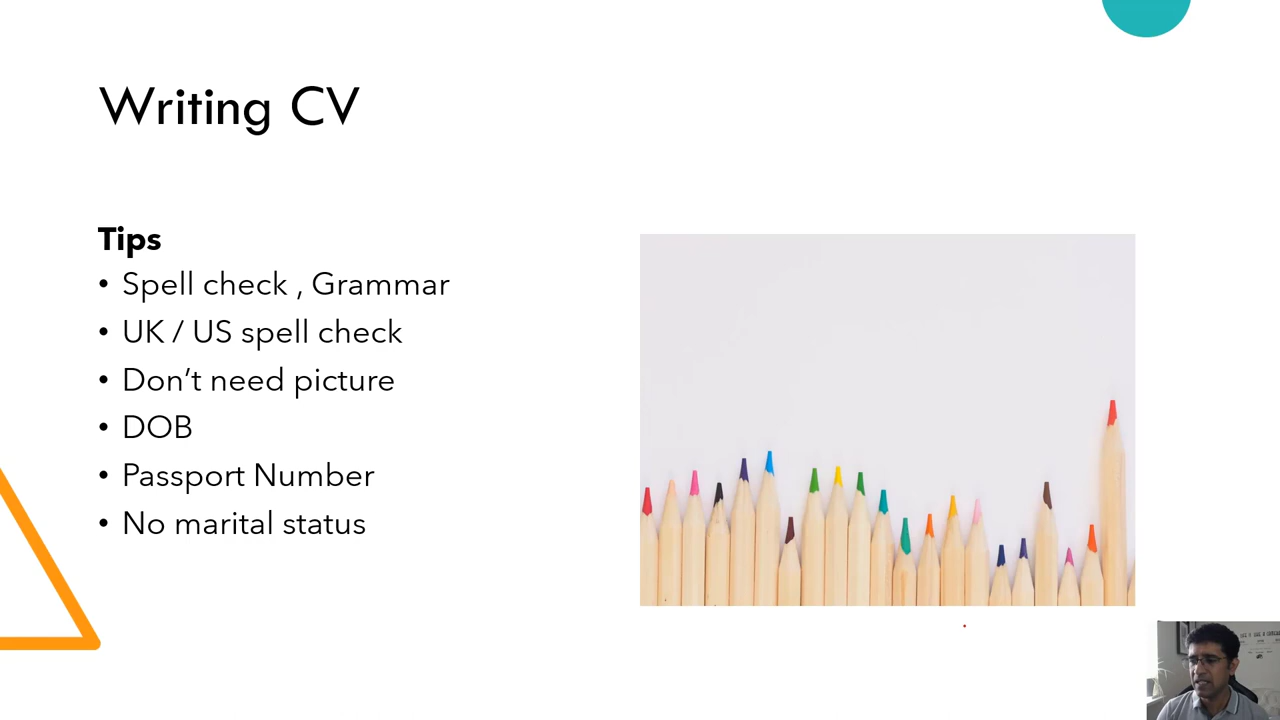 Writing CV
Tips
• Spell check , Grammar
• UK / US spell check
• Don’t need picture
• DOB
• Passport Number
• No marital status